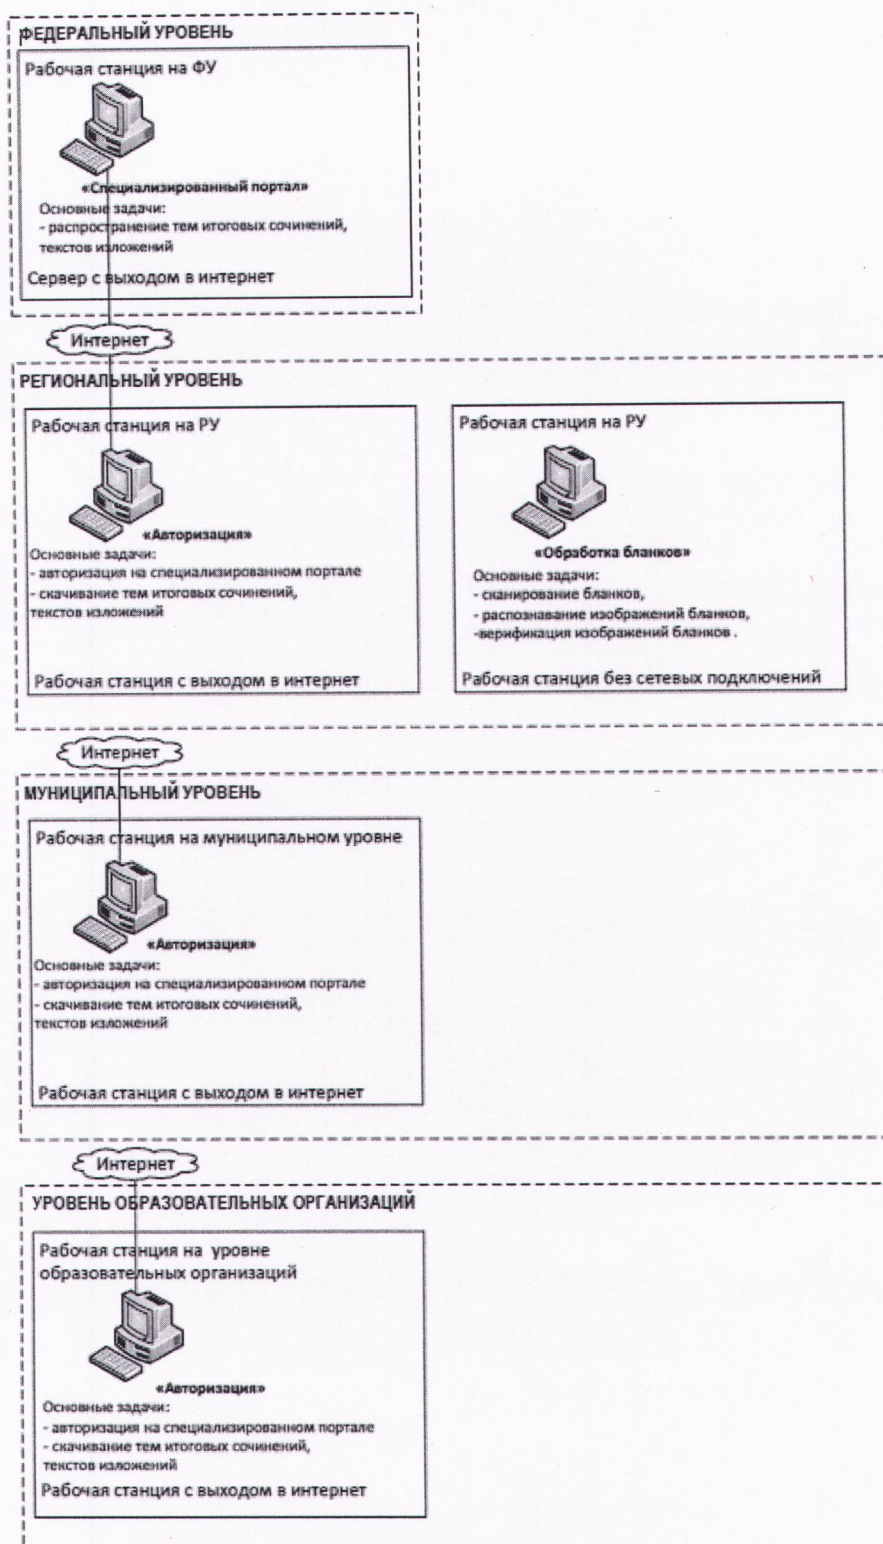 ФЕДЕРАЛЬНЫЙ УРОВЕНЬ
Рабочая станция на ФУ
«Специализированный портал»
Основные задачи:
- распространение тем итоговых сочинений,
текстов изложений
Сервер с выходом в интернет
Интернет
РЕГИОНАЛЬНЫЙ УРОВЕНЬ
Рабочая станция на РУ
«Авторизация»
Основные задачи:
- авторизация на специализированном портале
- скачивание тем итоговых сочинений,
текстов изложений
Рабочая станция с выходом в интернет
Рабочая станция на РУ
«Обработка бланков»
Основные задачи:
- сканирование бланков,
- распознавание изображений бланков,
-верификация изображений бланков .
Рабочая станция без сетевых подключений
Интернет
МУНИЦИПАЛЬНЫЙ УРОВЕНЬ
Рабочая станция на муниципальном уровне
«Авторизация»
Основные задачи:
- авторизация на специализированном портале
- скачивание тем итоговых сочинений,
текстов изложений
Рабочая станция с выходом в интернет
Интернет
УРОВЕНЬ ОБРАЗОВАТЕЛЬНЫХ ОРГАНИЗАЦИЙ
Рабочая станция на уровне
образовательных организаций
«Авторизация»
Основные задачи:
- авторизация на специализированном портале
- скачивание тем итоговых сочинений,
текстов изложений
Рабочая станция с выходом в интернет